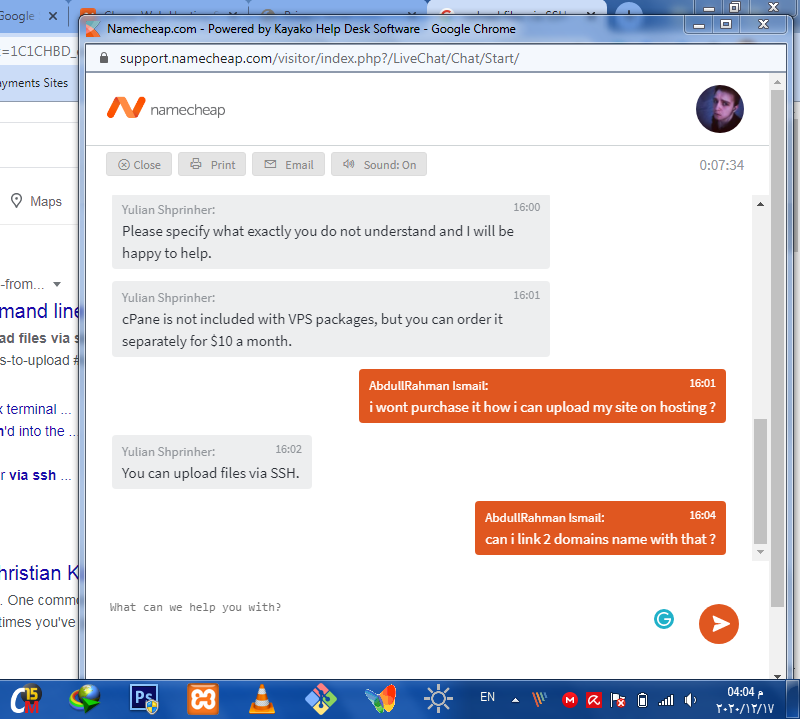 Google
Namecheap.com - Powered by Kayako Help Desk Software - Google Chrome
=1C1CHBD_
support.namecheap.com/visitor/index.php?/LiveChat/Chat/Start/
yments Sites
namecheap
Close
Print
Email
Sound: On
0:07:34
Maps
Yulian Shprinher:
16:00
Please specify what exactly you do not understand and I will be
happy to help.
-from...
mand line
ad files via s
s-to-upload #
Yulian Shprinher:
16:01
cPane is not included with VPS packages, but you can order it
separately for $10 a month.
AbdullRahman Ismail:
16:01
i wont purchase it how i can upload my site on hosting ?
x terminal ...
n'd into the ...
r via ssh ...
Yulian Shprinher:
16:02
You can upload files via SSH.
AbdullRahman Ismail:
16:04
can i link 2 domains name with that ?
hristian K
. One comme
times you've
What can we help you with?
EN
04:04 م
٢٠٢٠/١٢/١٧